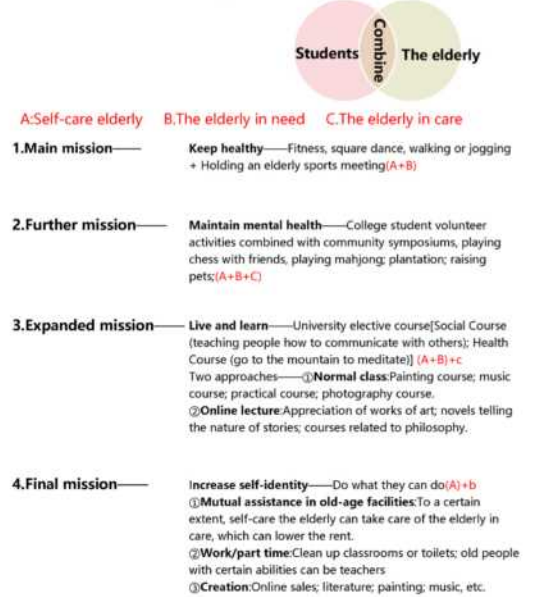 Students Combine The elderly
A:Self-care elderly B.The elderly in need C.The elderly in care
1.Main mission—— Keep healthy——Fitness, square dance, walking or jogging
+ Holding an elderly sports meeting(A+B)
2.Further mission—— Maintain mental health——College student volunteer
activities combined with community symposiums, playing
chess with friends, playing mahjong; plantation; raising
pets;(A+B+C)
3.Expanded mission—— Live and learn——University elective course[Social Course
(teaching people how to communicate with others); Health
Course (go to the mountain to meditate)] (A+B)+c
Two approaches——①Normal class:Painting course; music
course; practical course; photography course.
②Online lecture:Appreciation of works of art; novels telling
the nature of stories; courses related to philosophy.
4.Final mission—— Increase self-identity——Do what they can do(A)+b
①Mutual assistance in old-age facilities:To a certain
extent, self-care the elderly can take care of the elderly in
care, which can lower the rent.
②Work/part time:Clean up classrooms or toilets; old people
with certain abilities can be teachers
③Creation:Online sales; literature; painting; music, etc.